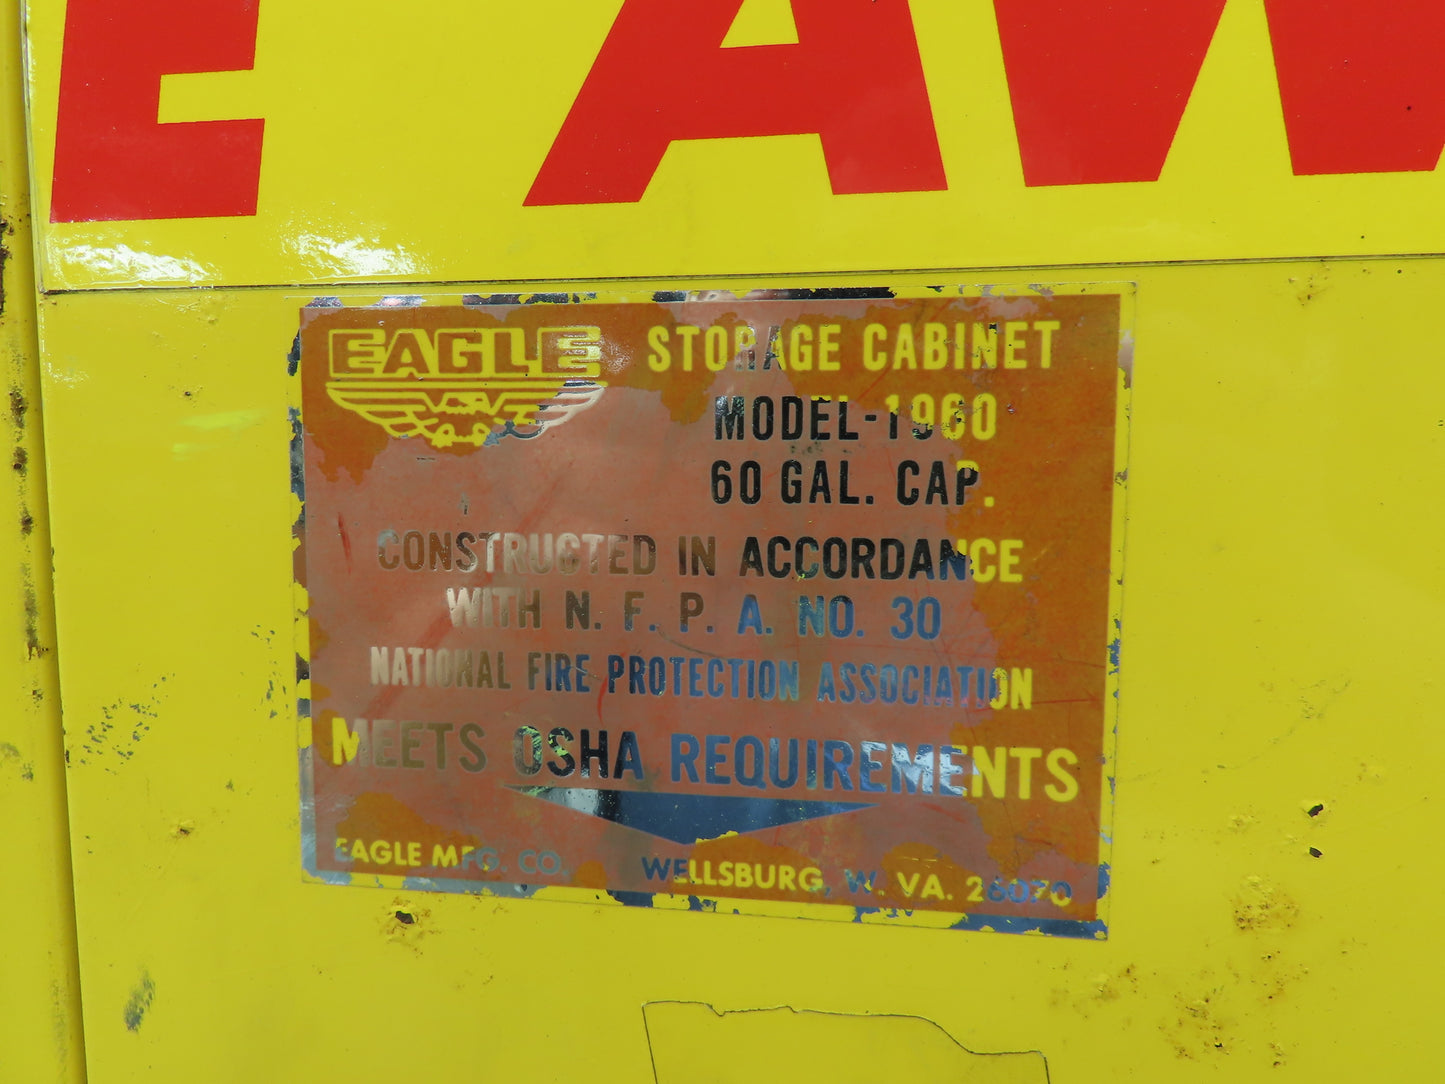 E AW
EAGLE STORAGE CABINET
MODEL-1960
60 GAL. CAP.
CONSTRUCTED IN ACCORDANCE
WITH N. F. P. A. NO. 30
NATIONAL FIRE PROTECTION ASSOCIATION
MEETS OSHA REQUIREMENTS
EAGLE MFG. CO. WELLSBURG, W. VA. 26070